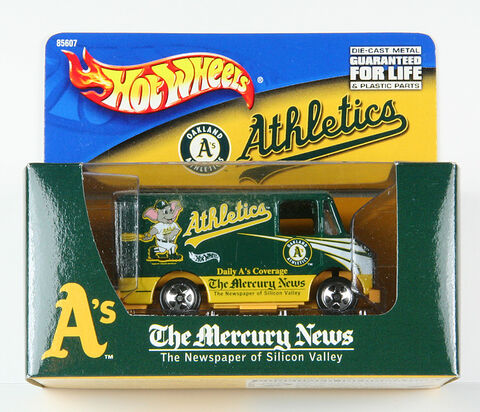 85607
HOT WHEELS ®
DIE-CAST METAL
GUARANTEED
FOR LIFE
& PLASTIC PARTS
OAKLAND
A's
ATHLETICS
Athletics
Athletics
Hot Wheels
OAKLAND
A's
ATHLETICS
Daily A's Coverage
The Mercury News
The Newspaper of Silicon Valley
A's™
The Mercury News
The Newspaper of Silicon Valley